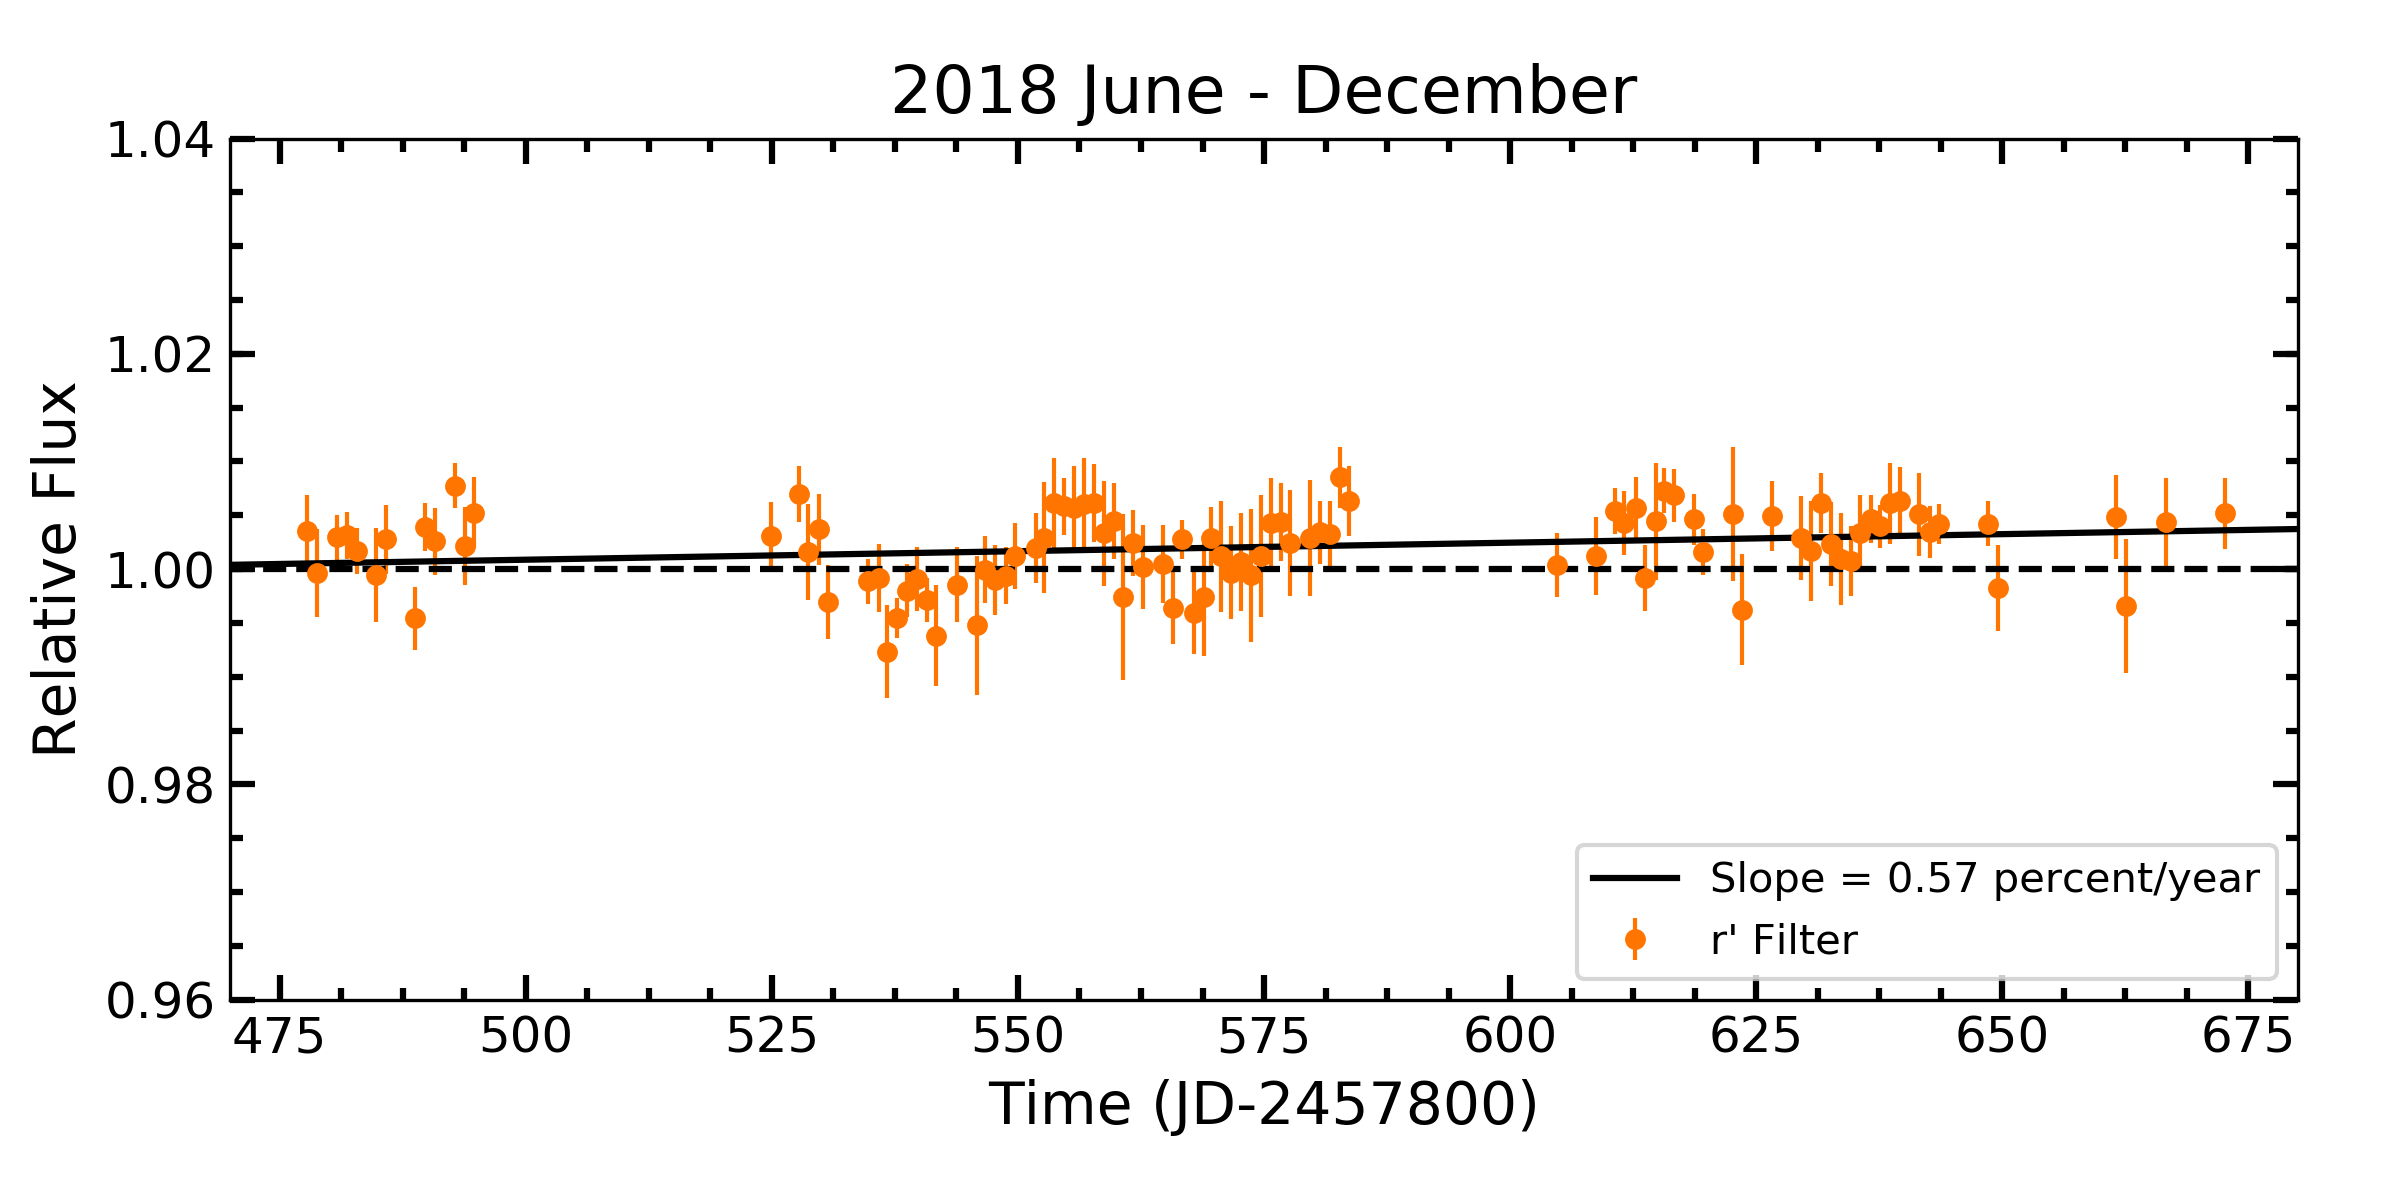 2018 June - December
1.04
1.02
1.00
0.98
0.96
Relative Flux
Slope = 0.57 percent/year
r' Filter
475 500 525 550 575 600 625 650 675
Time (JD-2457800)